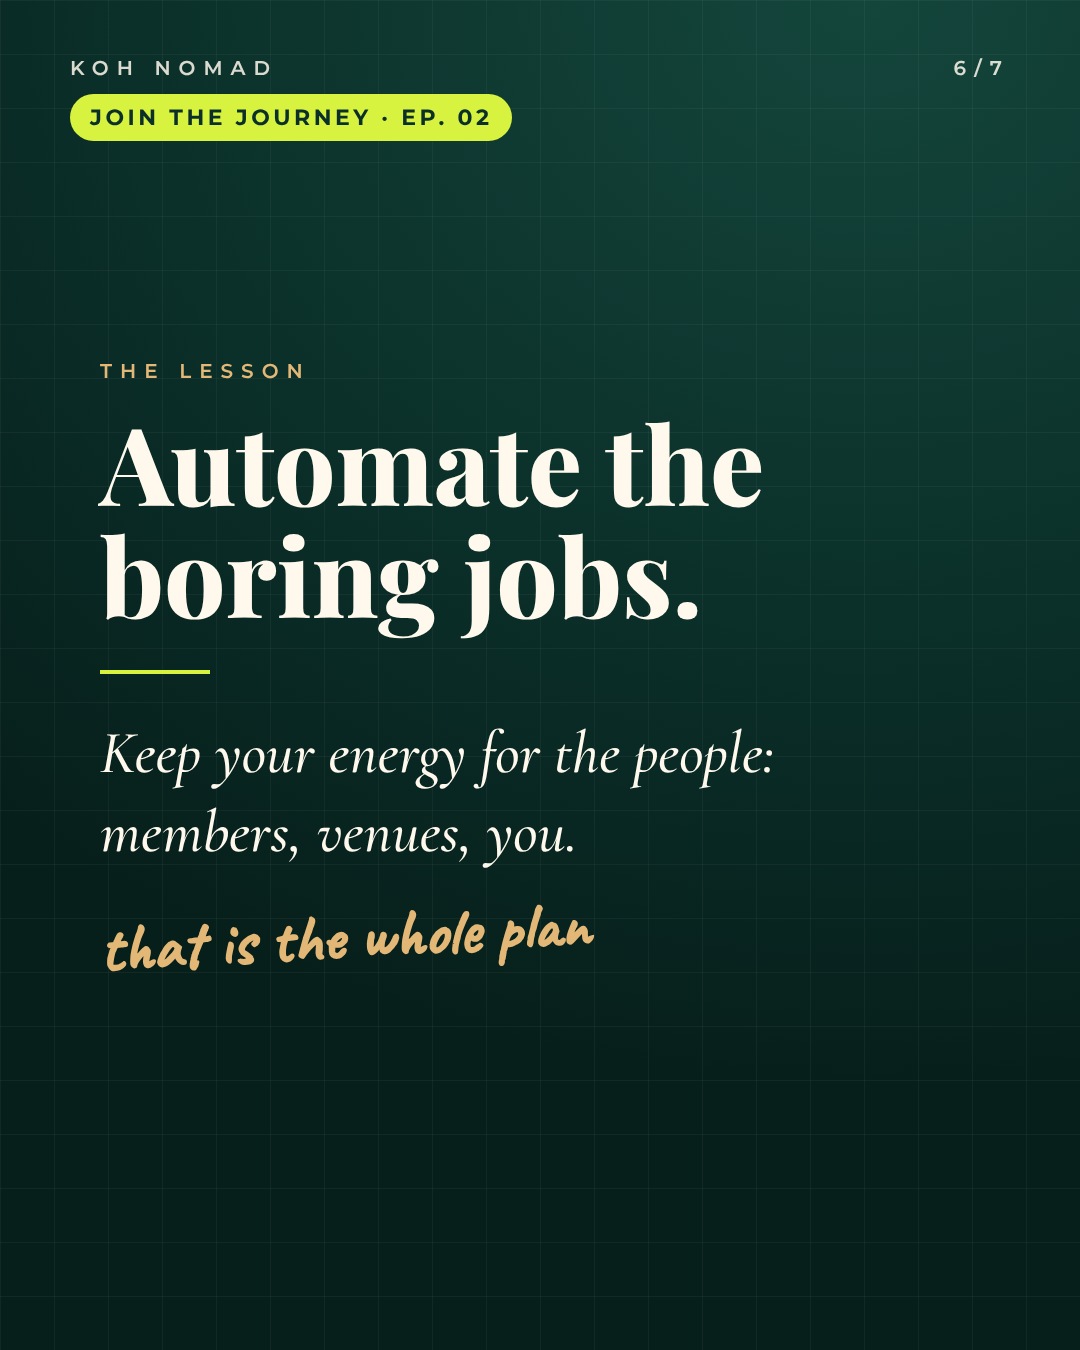 KOH NOMAD
6/7
JOIN THE JOURNEY · EP. 02
THE LESSON
Automate the
boring jobs.
Keep your energy for the people:
members, venues, you.
that is the whole plan